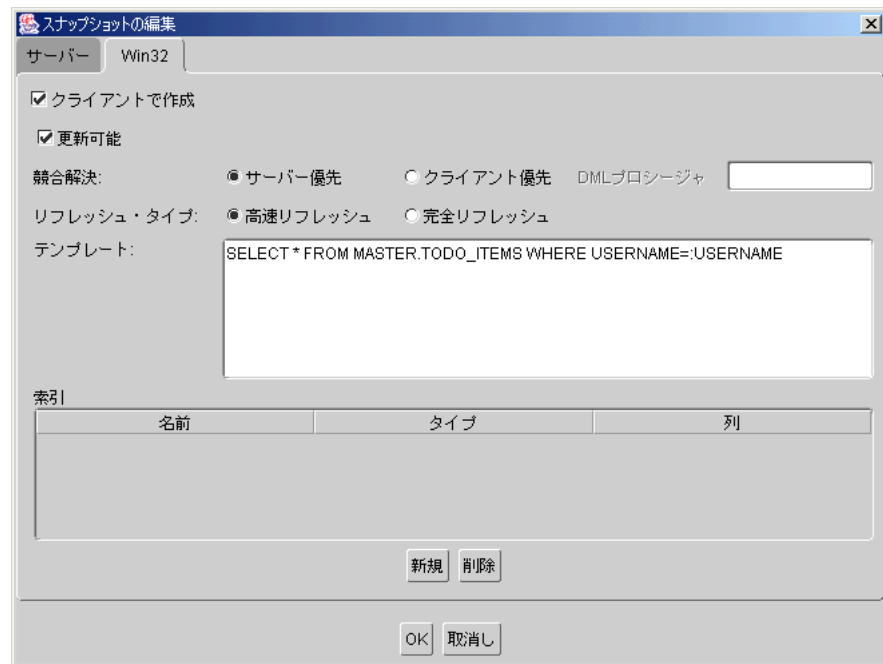 スナップショットの編集
サーバー Win32
クライアントで作成
更新可能
競合解決: サーバー優先 クライアント優先 DMLプロシージャ
リフレッシュ・タイプ: 高速リフレッシュ 完全リフレッシュ
テンプレート: SELECT * FROM MASTER.TODO_ITEMS WHERE USERNAME=:USERNAME
索引
名前 タイプ 列
新規 削除
OK 取消し